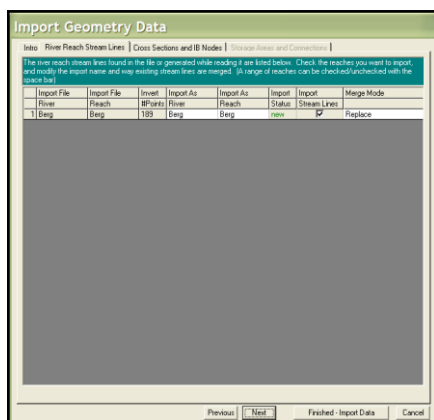 Import Geometry Data
Intro River Reach Stream Lines Cross Sections and IB Nodes Storage Areas and Connections
The river reach stream lines found in the file or generated while reading it are listed below. Check the reaches you want to import,
and modify the import name and way existing stream lines are merged. (A range of reaches can be checked/unchecked with the
space bar)
Import File Import File Invert Import As Import As Import Import Merge Mode
River Reach #Points River Reach Status Stream Lines
1 Berg Berg 189 Berg Berg new Replace
Previous Next Finished - Import Data Cancel